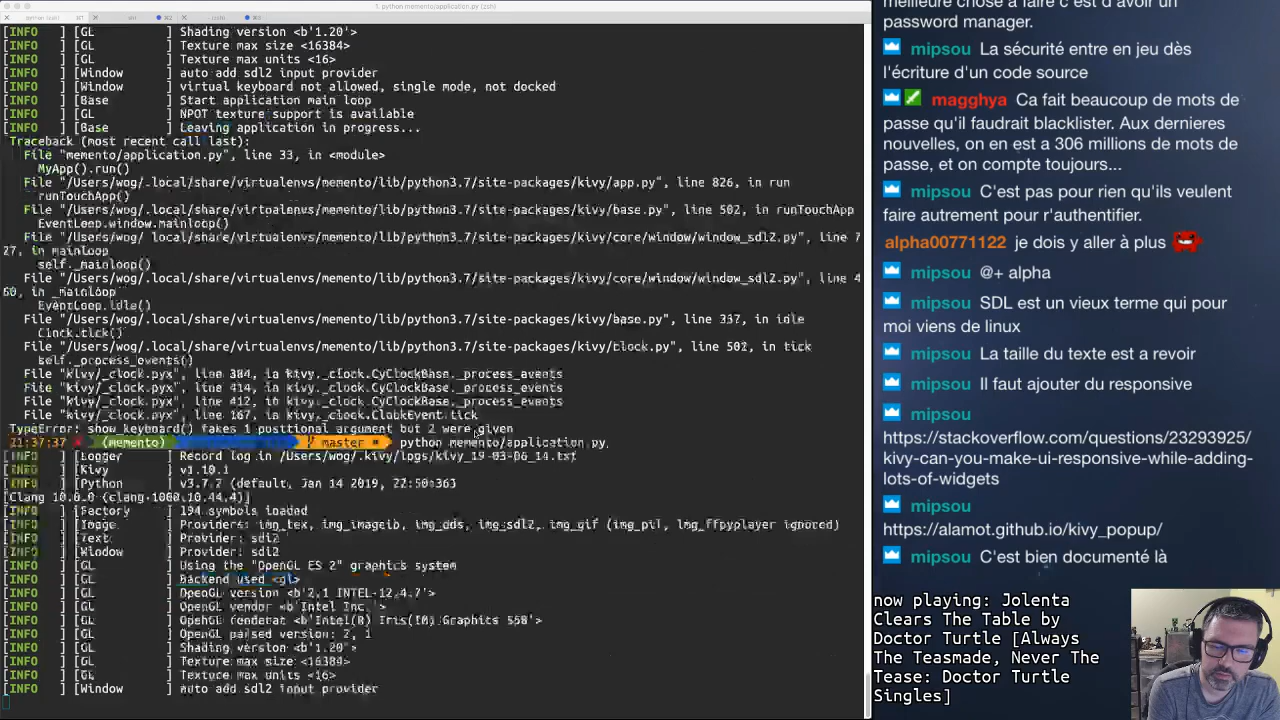 1. python memento/application.py (zsh)
[INFO   ] [GL          ] Shading version <b'1.20'>
[INFO   ] [GL          ] Texture max size <16384>
[INFO   ] [GL          ] Texture max units <16>
[INFO   ] [Window      ] auto add sdl2 input provider
[INFO   ] [Window      ] virtual keyboard not allowed, single mode, not docked
[INFO   ] [Base        ] Start application main loop
[INFO   ] [GL          ] NPOT texture support is available
[INFO   ] [Base        ] Leaving application in progress...
Traceback (most recent call last):
File "memento/application.py", line 33, in <module>
MyApp().run()
File "/Users/wog/.local/share/virtualenvs/memento/lib/python3.7/site-packages/kivy/app.py", line 826, in run
runTouchApp()
File "/Users/wog/.local/share/virtualenvs/memento/lib/python3.7/site-packages/kivy/base.py", line 502, in runTouchApp
EventLoop.window.mainloop()
File "/Users/wog/.local/share/virtualenvs/memento/lib/python3.7/site-packages/kivy/core/window/window_sdl2.py", line 7
27, in mainloop
self._mainloop()
File "/Users/wog/.local/share/virtualenvs/memento/lib/python3.7/site-packages/kivy/core/window/window_sdl2.py", line 4
60, in _mainloop
EventLoop.idle()
File "/Users/wog/.local/share/virtualenvs/memento/lib/python3.7/site-packages/kivy/base.py", line 337, in idle
Clock.tick()
File "/Users/wog/.local/share/virtualenvs/memento/lib/python3.7/site-packages/kivy/clock.py", line 581, in tick
self._process_events()
File "kivy/_clock.pyx", line 384, in kivy._clock.CyClockBase._process_events
File "kivy/_clock.pyx", line 414, in kivy._clock.CyClockBase._process_events
File "kivy/_clock.pyx", line 412, in kivy._clock.CyClockBase._process_events
File "kivy/_clock.pyx", line 167, in kivy._clock.ClockEvent.tick
TypeError: show_keyboard() takes 1 positional argument but 2 were given
21:37:37 (memento) master python memento/application.py
[INFO   ] [Logger      ] Record log in /Users/wog/.kivy/logs/kivy_19-03-06_14.txt
[INFO   ] [Kivy        ] v1.10.1
[INFO   ] [Python      ] v3.7.2 (default, Jan 14 2019,
[Clang 10.0.0 (clang-1000.10.44.4)]
[INFO   ] [Factory     ] 194 symbols loaded
[INFO   ] [Image       ] Providers: img_tex, img_imageio, img_dds, img_sdl2, img_gif (img_pil, img_ffpyplayer ignored)
[INFO   ] [Text        ] Provider: sdl2
[INFO   ] [Window      ] Provider: sdl2
[INFO   ] [GL          ] Using the "OpenGL ES 2" graphics system
[INFO   ] [GL          ] Backend used <gl>
[INFO   ] [GL          ] OpenGL version <b'2.1 INTEL-12.4.7'>
[INFO   ] [GL          ] OpenGL vendor <b'Intel Inc.'>
[INFO   ] [GL          ] OpenGL renderer <b'Intel(R) Iris(TM) Graphics 550'>
[INFO   ] [GL          ] OpenGL parsed version: 2, 1
[INFO   ] [GL          ] Shading version <b'1.20'>
[INFO   ] [GL          ] Texture max size <16384>
[INFO   ] [GL          ] Texture max units <16>
[INFO   ] [Window      ] auto add sdl2 input provider
meilleure chose à faire c'est d'avoir un
password manager.
mipsou La sécurité entre en jeu dès
l'écriture d'un code source
magghya Ca fait beaucoup de mots de
passe qu'il faudrait blacklister. Aux dernieres
nouvelles, on en est a 306 millions de mots de
passe, et on compte toujours...
mipsou C'est pas pour rien qu'ils veulent
faire autrement pour r'authentifier.
alpha00771122 je dois y aller à plus
mipsou @+ alpha
mipsou SDL est un vieux terme qui pour
moi viens de linux
mipsou La taille du texte est a revoir
mipsou Il faut ajouter du responsive
mipsou
https://stackoverflow.com/questions/23293925/
kivy-can-you-make-ui-responsive-while-adding-
lots-of-widgets
mipsou
https://alamot.github.io/kivy_popup/
mipsou C'est bien documenté là
now playing: Jolenta
Clears The Table by
Doctor Turtle [Always
The Teasmade, Never The
Tease: Doctor Turtle
Singles]